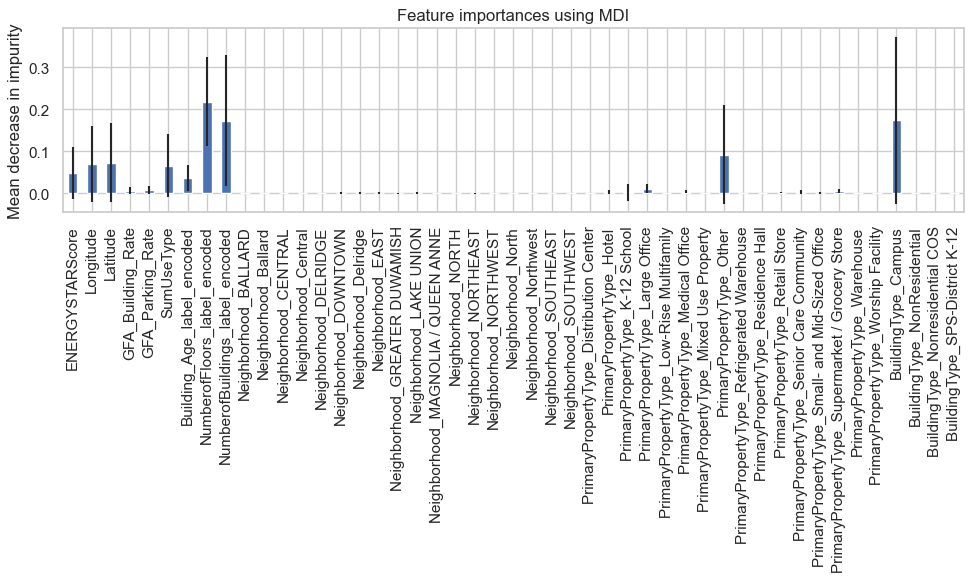 Feature importances using MDI
Mean decrease in impurity
0.3
0.2
0.1
0.0
ENERGYSTARScore
Longitude
Latitude
GFA_Building_Rate
GFA_Parking_Rate
SumUseType
Building_Age_label_encoded
NumberofFloors_label_encoded
NumberofBuildings_label_encoded
Neighborhood_BALLARD
Neighborhood_Ballard
Neighborhood_CENTRAL
Neighborhood_Central
Neighborhood_DELRIDGE
Neighborhood_DOWNTOWN
Neighborhood_Delridge
Neighborhood_EAST
Neighborhood_GREATER DUWAMISH
Neighborhood_LAKE UNION
Neighborhood_MAGNOLIA / QUEEN ANNE
Neighborhood_NORTH
Neighborhood_NORTHEAST
Neighborhood_NORTHWEST
Neighborhood_North
Neighborhood_Northwest
Neighborhood_SOUTHEAST
Neighborhood_SOUTHWEST
PrimaryPropertyType_Distribution Center
PrimaryPropertyType_Hotel
PrimaryPropertyType_K-12 School
PrimaryPropertyType_Large Office
PrimaryPropertyType_Low-Rise Multifamily
PrimaryPropertyType_Medical Office
PrimaryPropertyType_Mixed Use Property
PrimaryPropertyType_Other
PrimaryPropertyType_Refrigerated Warehouse
PrimaryPropertyType_Residence Hall
PrimaryPropertyType_Retail Store
PrimaryPropertyType_Senior Care Community
PrimaryPropertyType_Small- and Mid-Sized Office
PrimaryPropertyType_Supermarket / Grocery Store
PrimaryPropertyType_Warehouse
PrimaryPropertyType_Worship Facility
BuildingType_Campus
BuildingType_NonResidential
BuildingType_Nonresidential COS
BuildingType_SPS-District K-12